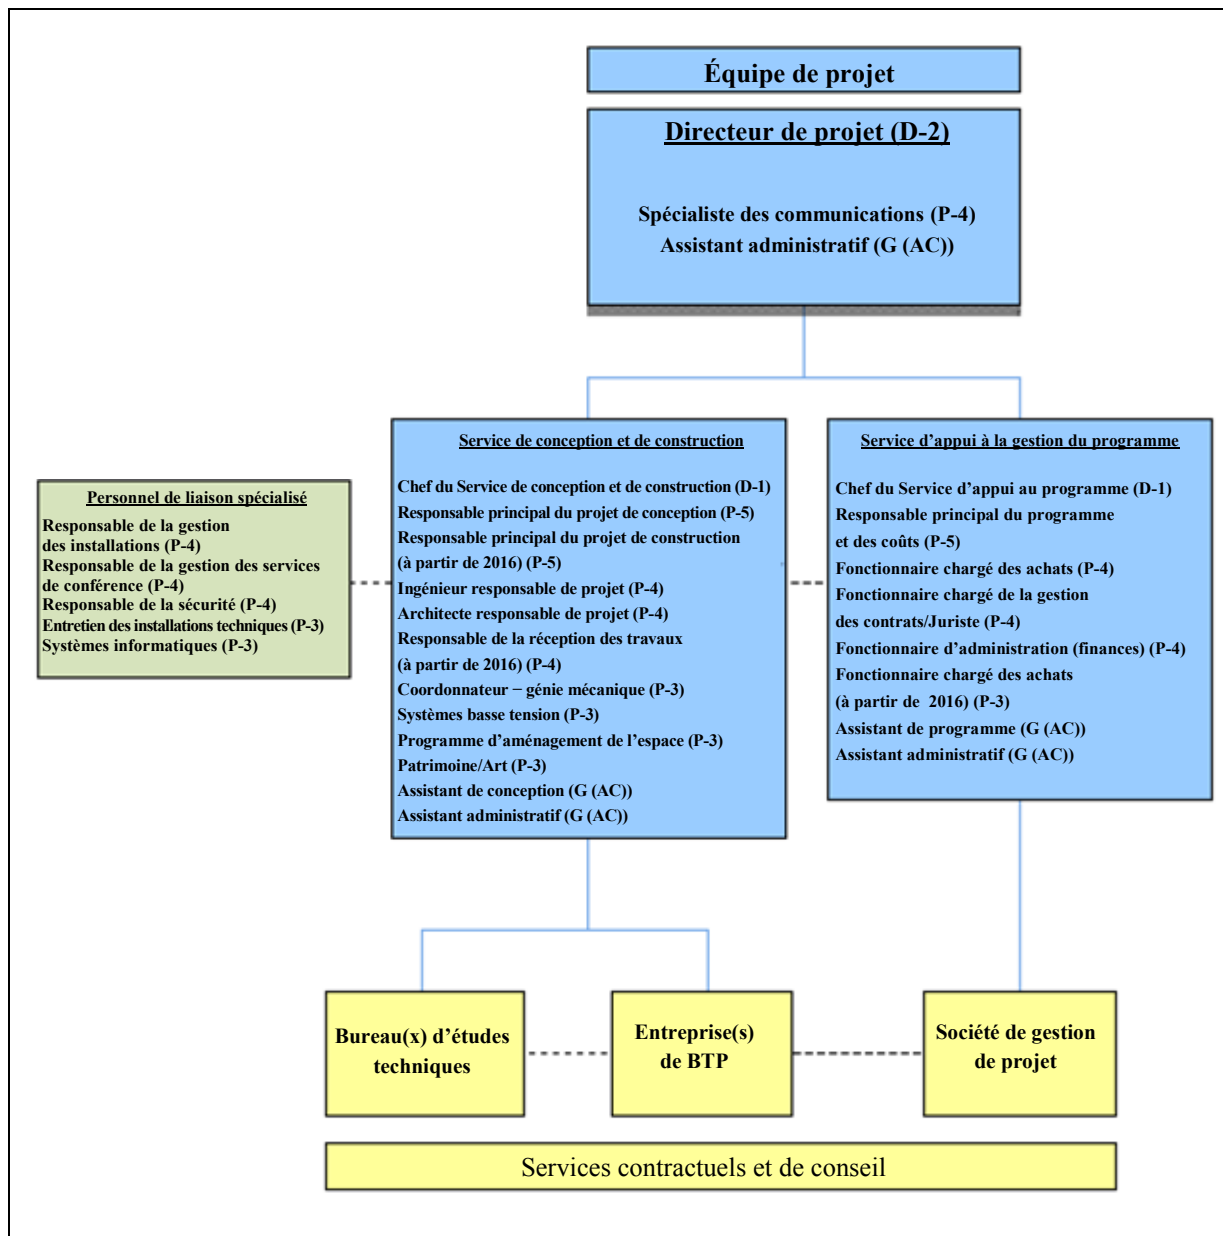 Équipe de projet
Directeur de projet (D-2)
Spécialiste des communications (P-4)
Assistant administratif (G (AC))
Personnel de liaison spécialisé
Responsable de la gestion
des installations (P-4)
Responsable de la gestion des services
de conférence (P-4)
Responsable de la sécurité (P-4)
Entretien des installations techniques (P-3)
Systèmes informatiques (P-3)
Service de conception et de construction
Chef du Service de conception et de construction (D-1)
Responsable principal du projet de conception (P-5)
Responsable principal du projet de construction
(à partir de 2016) (P-5)
Ingénieur responsable de projet (P-4)
Architecte responsable de projet (P-4)
Responsable de la réception des travaux
(à partir de 2016) (P-4)
Coordonnateur – génie mécanique (P-3)
Systèmes basse tension (P-3)
Programme d'aménagement de l'espace (P-3)
Patrimoine/Art (P-3)
Assistant de conception (G (AC))
Assistant administratif (G (AC))
Service d'appui à la gestion du programme
Chef du Service d'appui au programme (D-1)
Responsable principal du programme
et des coûts (P-5)
Fonctionnaire chargé des achats (P-4)
Fonctionnaire chargé de la gestion
des contrats/Juriste (P-4)
Fonctionnaire d'administration (finances) (P-4)
Fonctionnaire chargé des achats
(à partir de 2016) (P-3)
Assistant de programme (G (AC))
Assistant administratif (G (AC))
Bureau(x) d'études
techniques
Entreprise(s)
de BTP
Société de gestion
de projet
Services contractuels et de conseil